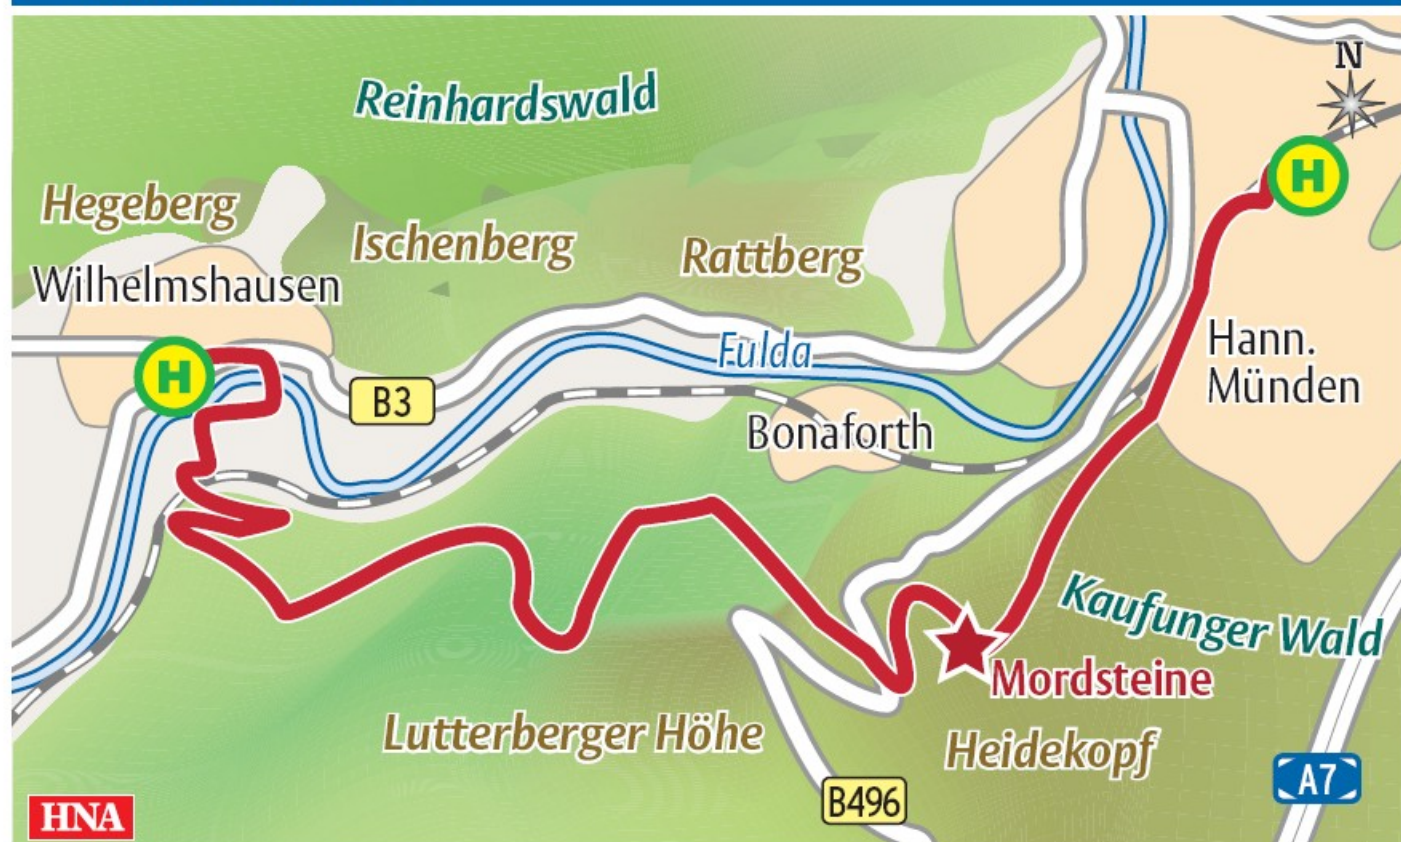 N
Reinhardswald
H
Hegeberg
Ischenberg
Rattberg
Wilhelmshausen
Hann.
Münden
Fulda
H
B3
Bonaforth
Kaufunger Wald
Mordsteine
Lutterberger Höhe
Heidekopf
A7
B496
HNA